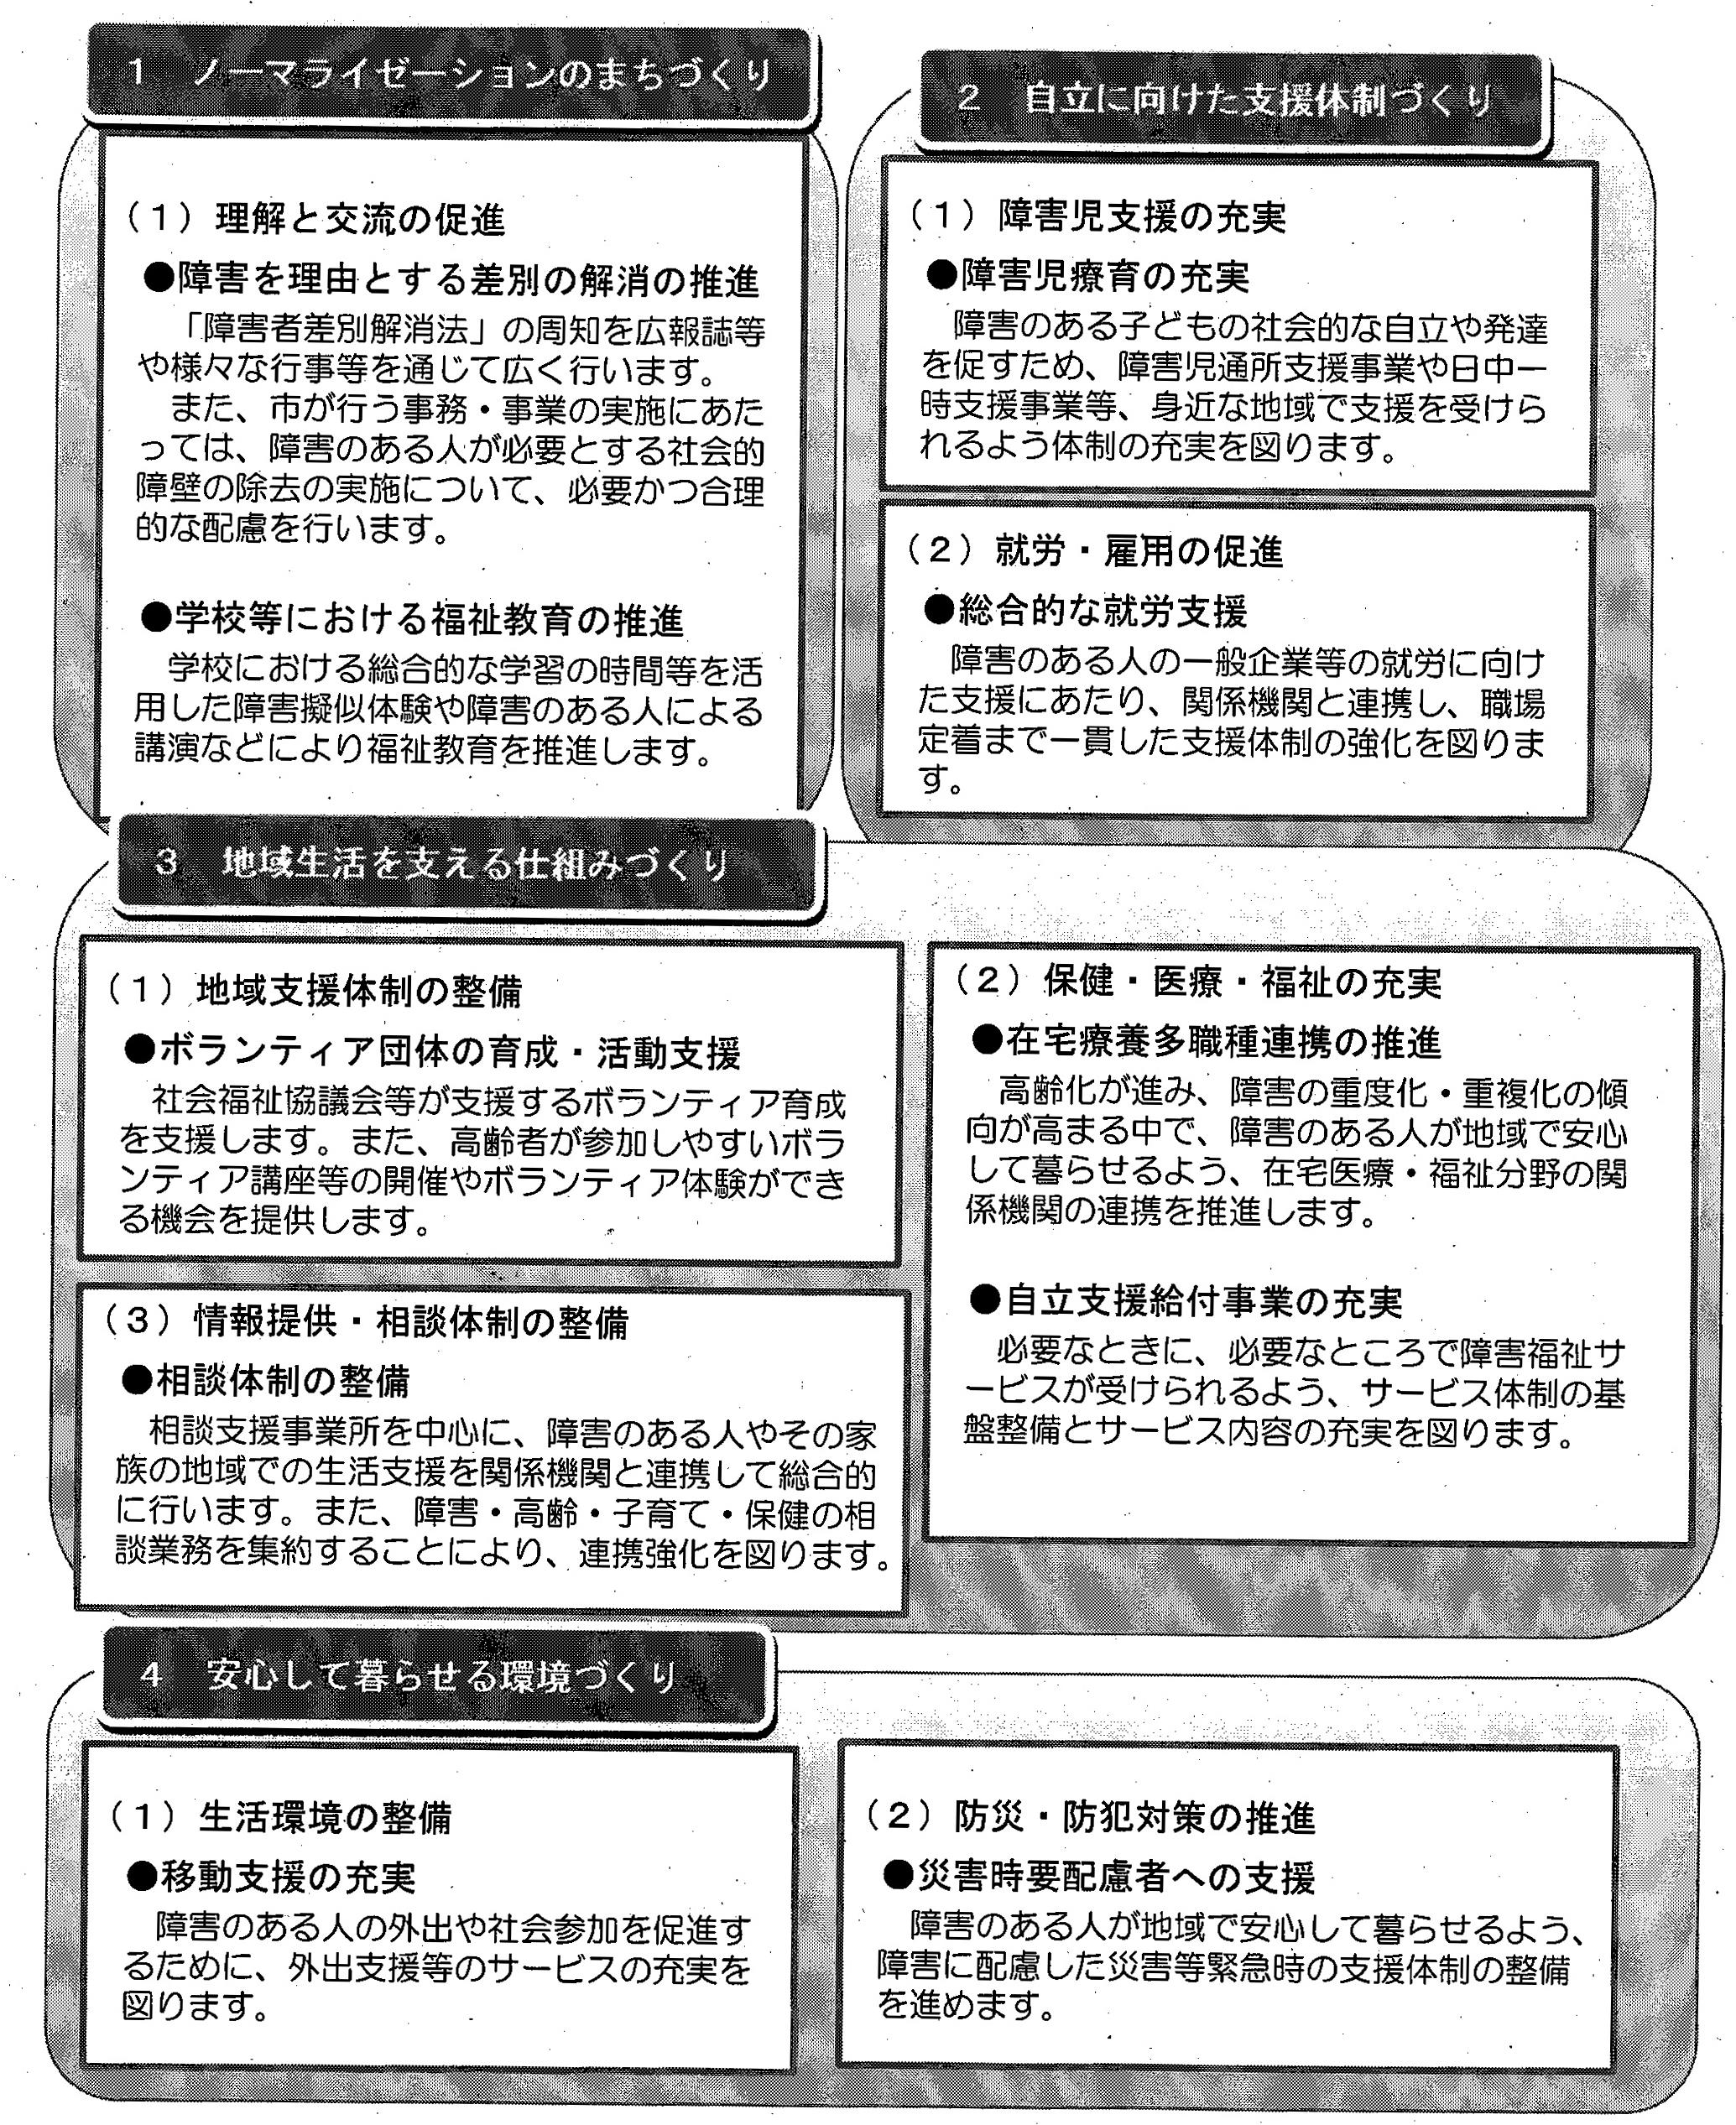 1　ノーマライゼーションのまちづくり
（1）理解と交流の促進
●障害を理由とする差別の解消の推進
「障害者差別解消法」の周知を広報誌等
や様々な行事等を通じて広く行います。
また、市が行う事務・事業の実施にあた
っては、障害のある人が必要とする社会的
障壁の除去の実施について、必要かつ合理
的な配慮を行います。
●学校等における福祉教育の推進
学校における総合的な学習の時間等を活
用した障害擬似体験や障害のある人による
講演などにより福祉教育を推進します。
2　自立に向けた支援体制づくり
（1）障害児支援の充実
●障害児療育の充実
障害のある子どもの社会的な自立や発達
を促すため、障害児通所支援事業や日中一
時支援事業等、身近な地域で支援を受けら
れるよう体制の充実を図ります。
（2）就労・雇用の促進
●総合的な就労支援
障害のある人の一般企業等の就労に向け
た支援にあたり、関係機関と連携し、職場
定着まで一貫した支援体制の強化を図りま
す。
3　地域生活を支える仕組みづくり
（1）地域支援体制の整備
●ボランティア団体の育成・活動支援
社会福祉協議会等が支援するボランティア育成
を支援します。また、高齢者が参加しやすいボラ
ンティア講座等の開催やボランティア体験ができ
る機会を提供します。
（2）保健・医療・福祉の充実
●在宅療養多職種連携の推進
高齢化が進み、障害の重度化・重複化の傾
向が高まる中で、障害のある人が地域で安心
して暮らせるよう、在宅医療・福祉分野の関
係機関の連携を推進します。
●自立支援給付事業の充実
必要なときに、必要なところで障害福祉サ
ービスが受けられるよう、サービス体制の基
盤整備とサービス内容の充実を図ります。
（3）情報提供・相談体制の整備
●相談体制の整備
相談支援事業所を中心に、障害のある人やその家
族の地域での生活支援を関係機関と連携して総合的
に行います。また、障害・高齢・子育て・保健の相
談業務を集約することにより、連携強化を図ります。
4　安心して暮らせる環境づくり
（1）生活環境の整備
●移動支援の充実
障害のある人の外出や社会参加を促進す
るために、外出支援等のサービスの充実を
図ります。
（2）防災・防犯対策の推進
●災害時要配慮者への支援
障害のある人が地域で安心して暮らせるよう、
障害に配慮した災害等緊急時の支援体制の整備
を進めます。